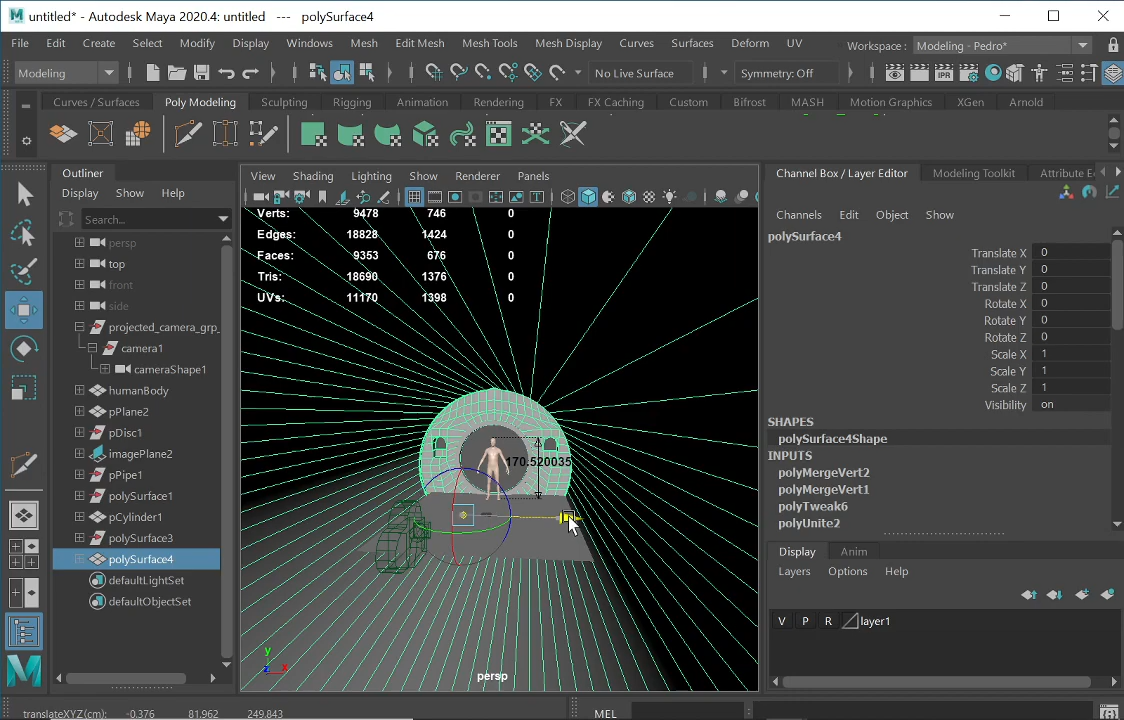 untitled* - Autodesk Maya 2020.4: untitled --- polySurface4
File Edit Create Select Modify Display Windows Mesh Edit Mesh Mesh Tools Mesh Display Curves Surfaces Deform UV Workspace : Modeling - Pedro*
Modeling No Live Surface Symmetry: Off
Curves / Surfaces Poly Modeling Sculpting Rigging Animation Rendering FX FX Caching Custom Bifrost MASH Motion Graphics XGen Arnold
Outliner
Display Show Help
Search...
persp
top
front
side
projected_camera_grp_
camera1
cameraShape1
humanBody
pPlane2
pDisc1
imagePlane2
pPipe1
polySurface1
pCylinder1
polySurface3
polySurface4
defaultLightSet
defaultObjectSet
View Shading Lighting Show Renderer Panels
Verts: 9478 746 0
Edges: 18828 1424 0
Faces: 9353 676 0
Tris: 18690 1376 0
UVs: 11170 1398 0
170.520035
y
z x
persp
Channel Box / Layer Editor Modeling Toolkit Attribute E
Channels Edit Object Show
polySurface4
Translate X 0
Translate Y 0
Translate Z 0
Rotate X 0
Rotate Y 0
Rotate Z 0
Scale X 1
Scale Y 1
Scale Z 1
Visibility on
SHAPES
polySurface4Shape
INPUTS
polyMergeVert2
polyMergeVert1
polyTweak6
polyUnite2
Display Anim
Layers Options Help
V P R layer1
translateXYZ(cm): -0.376 81.962 249.843 MEL